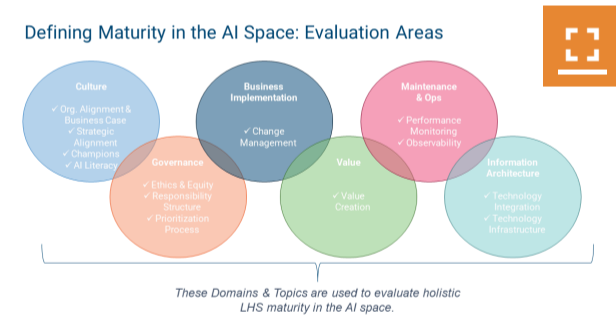 Defining Maturity in the AI Space: Evaluation Areas
Culture
✓ Org. Alignment &
Business Case
✓ Strategic
Alignment
✓ Champions
✓ AI Literacy
Governance
✓ Ethics & Equity
✓ Responsibility
Structure
✓ Prioritization
Process
Business
Implementation
✓ Change
Management
Value
✓ Value
Creation
Maintenance
& Ops
✓ Performance
Monitoring
✓ Observability
Information
Architecture
✓ Technology
Integration
✓ Technology
Infrastructure
These Domains & Topics are used to evaluate holistic
LHS maturity in the AI space.